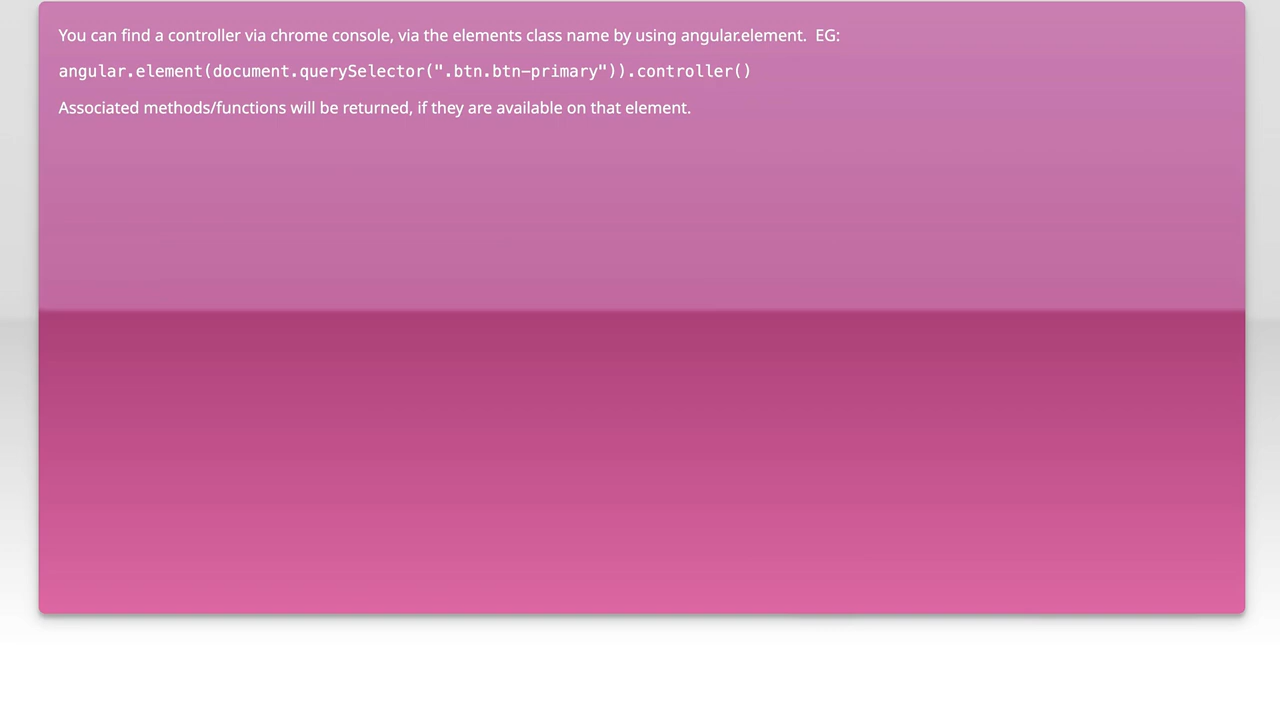 You can find a controller via chrome console, via the elements class name by using angular.element.  EG:
angular.element(document.querySelector(".btn.btn-primary")).controller()
Associated methods/functions will be returned, if they are available on that element.